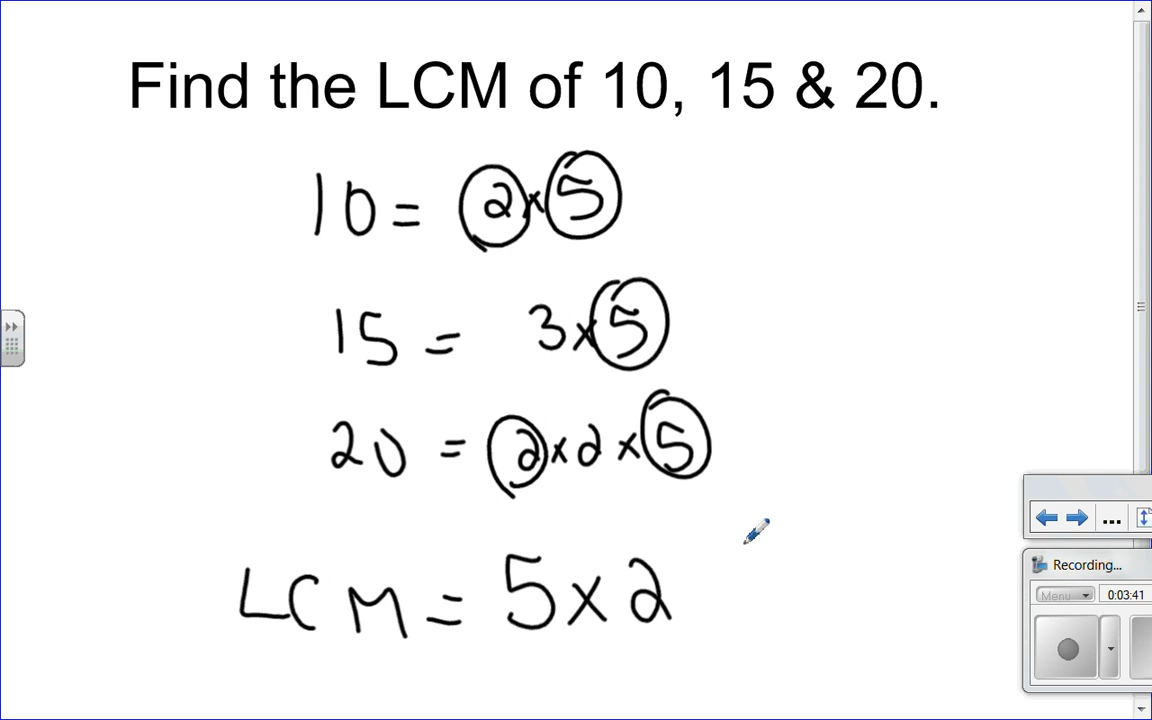 Find the LCM of 10, 15 & 20.
10 = 2 x 5
15 = 3 x 5
20 = 2 x 2 x 5
LCM = 5 x 2
...
Recording...
Menu
0:03:41